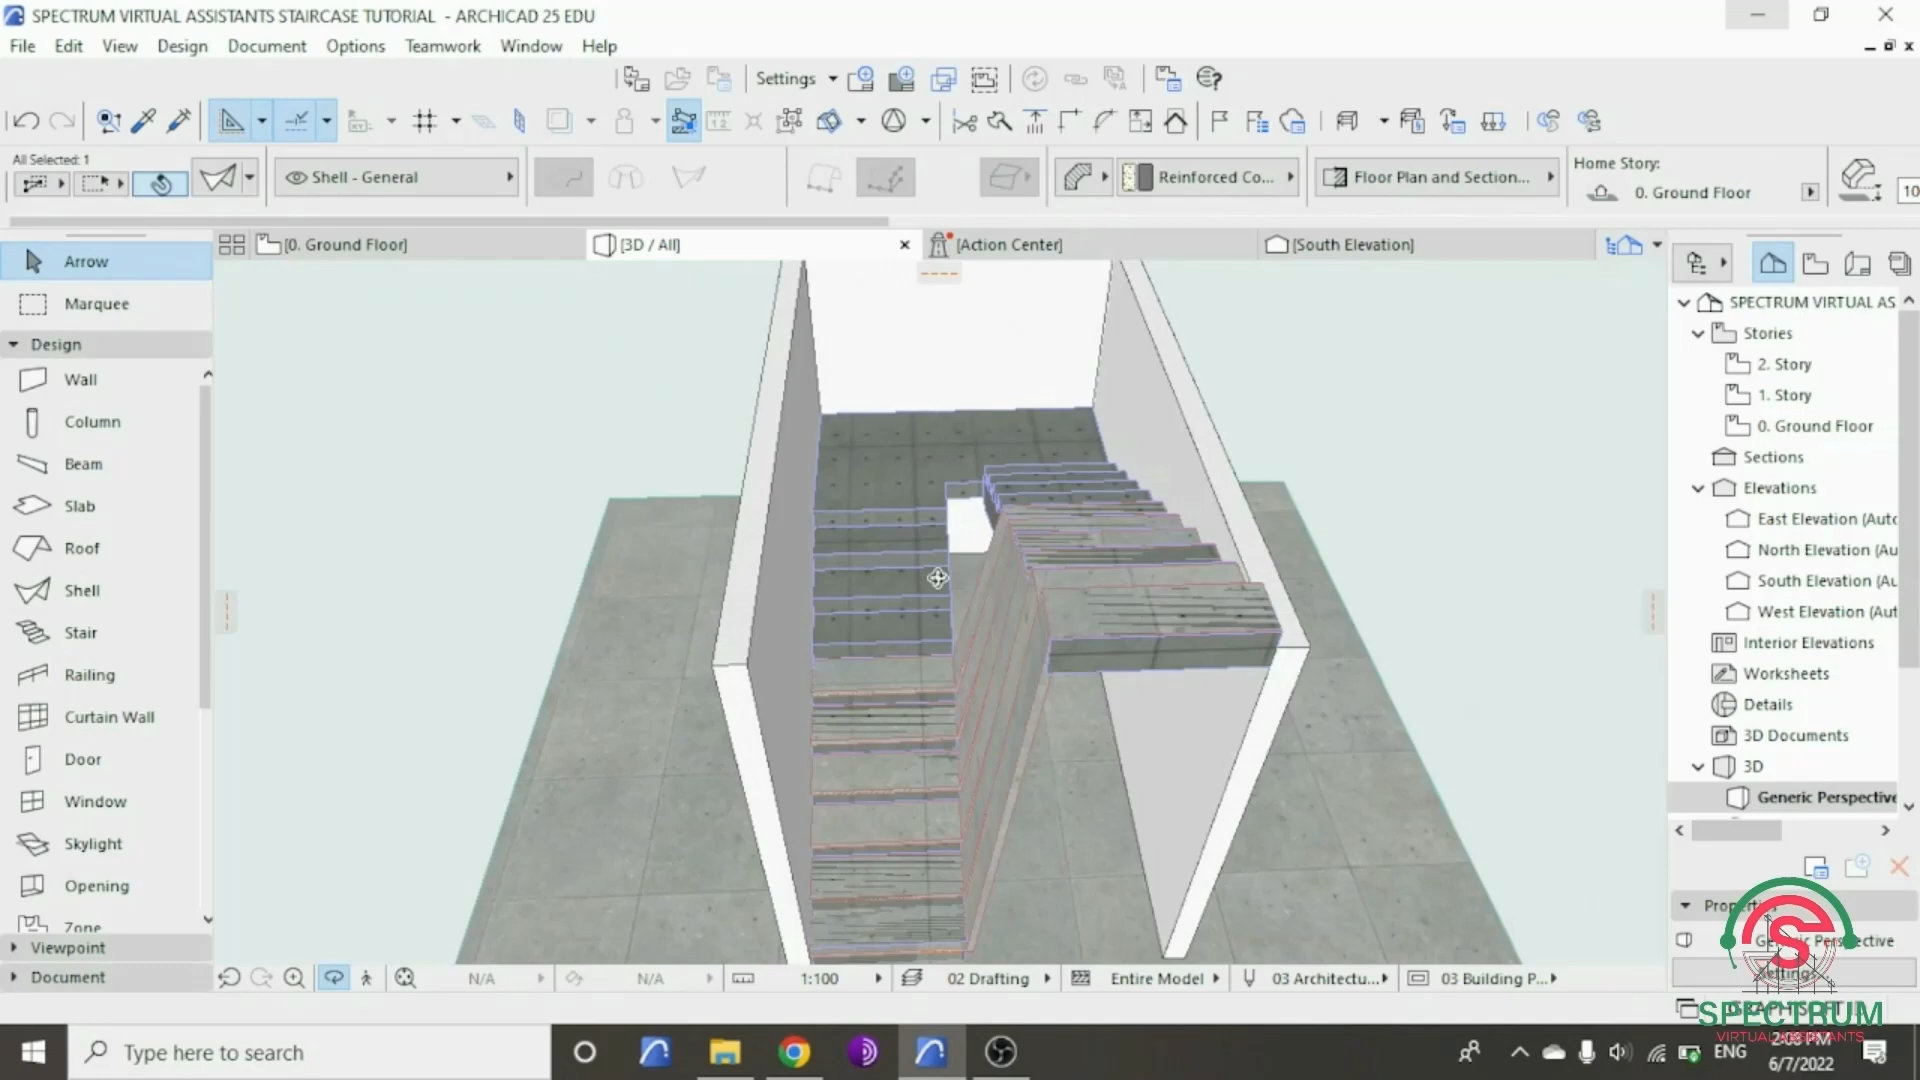 SPECTRUM VIRTUAL ASSISTANTS STAIRCASE TUTORIAL - ARCHICAD 25 EDU
File Edit View Design Document Options Teamwork Window Help
Settings
All Selected: 1
Shell - General
Reinforced Co...
Floor Plan and Section...
Home Story:
0. Ground Floor
10
[0. Ground Floor]
[3D / All]
[Action Center]
[South Elevation]
Arrow
Marquee
Design
Wall
Column
Beam
Slab
Roof
Shell
Stair
Railing
Curtain Wall
Door
Window
Skylight
Opening
Zone
Viewpoint
Document
SPECTRUM VIRTUAL AS
Stories
2. Story
1. Story
0. Ground Floor
Sections
Elevations
East Elevation (Auto
North Elevation (Au
South Elevation (Au
West Elevation (Aut
Interior Elevations
Worksheets
Details
3D Documents
3D
Generic Perspective
Generic Perspective
N/A
N/A
1:100
02 Drafting
Entire Model
03 Architectu...
03 Building P...
SPECTRUM
VIRTUAL ASSISTANTS
Type here to search
ENG
6/7/2022